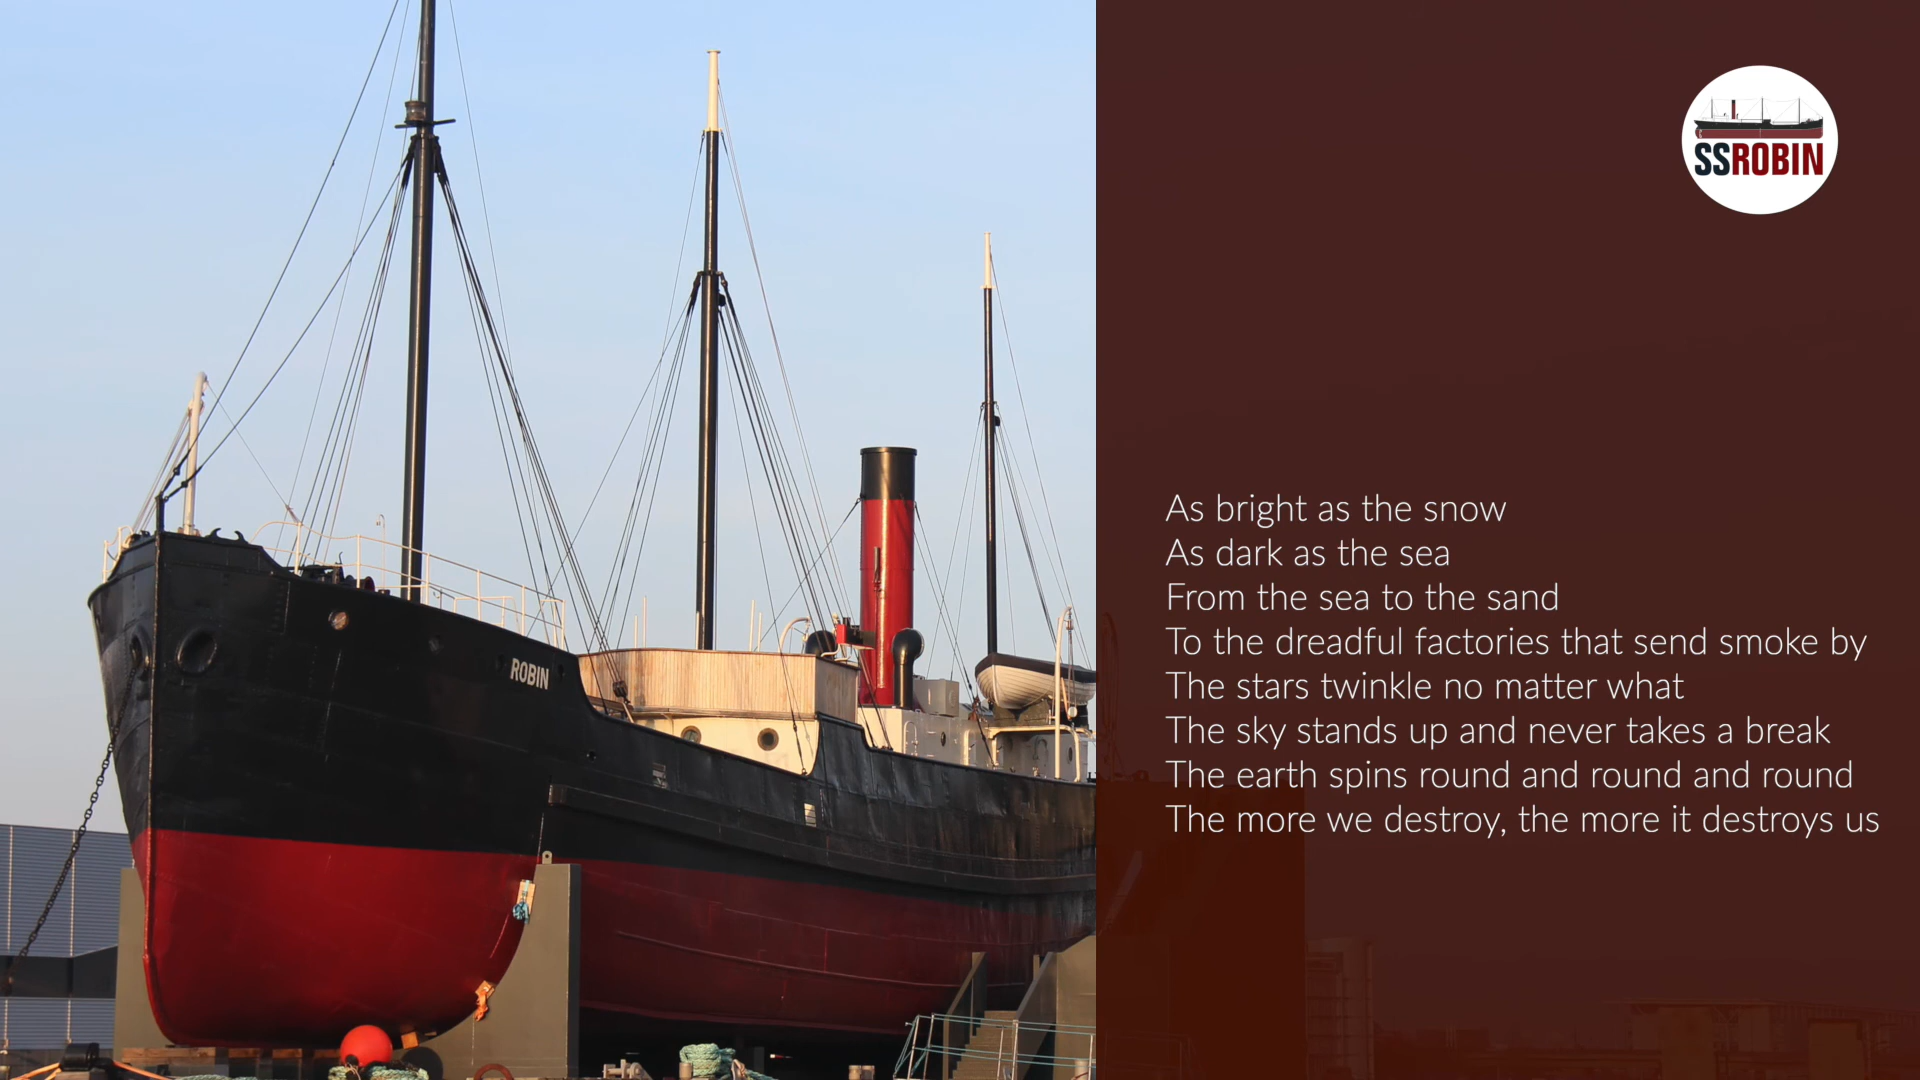 SSROBIN
ROBIN
As bright as the snow
As dark as the sea
From the sea to the sand
To the dreadful factories that send smoke by
The stars twinkle no matter what
The sky stands up and never takes a break
The earth spins round and round and round
The more we destroy, the more it destroys us